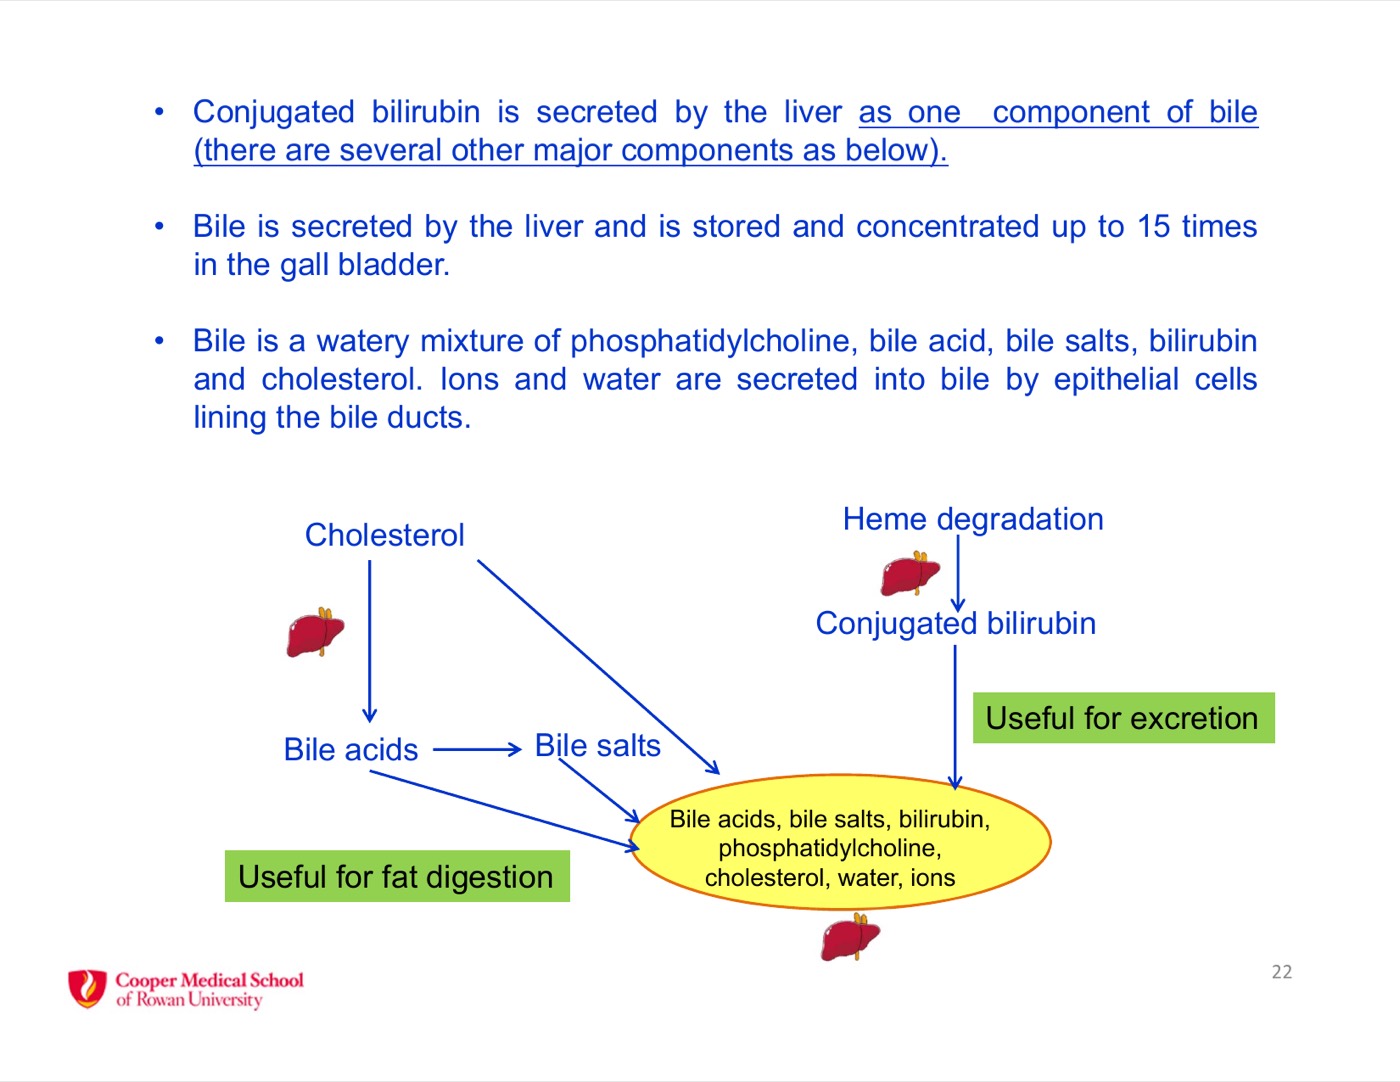 • Conjugated bilirubin is secreted by the liver as one component of bile
(there are several other major components as below).
• Bile is secreted by the liver and is stored and concentrated up to 15 times
in the gall bladder.
• Bile is a watery mixture of phosphatidylcholine, bile acid, bile salts, bilirubin
and cholesterol. Ions and water are secreted into bile by epithelial cells
lining the bile ducts.
Heme degradation
Cholesterol
Conjugated bilirubin
Useful for excretion
Bile acids
Bile salts
Bile acids, bile salts, bilirubin,
phosphatidylcholine,
cholesterol, water, ions
Useful for fat digestion
Cooper Medical School
of Rowan University
22